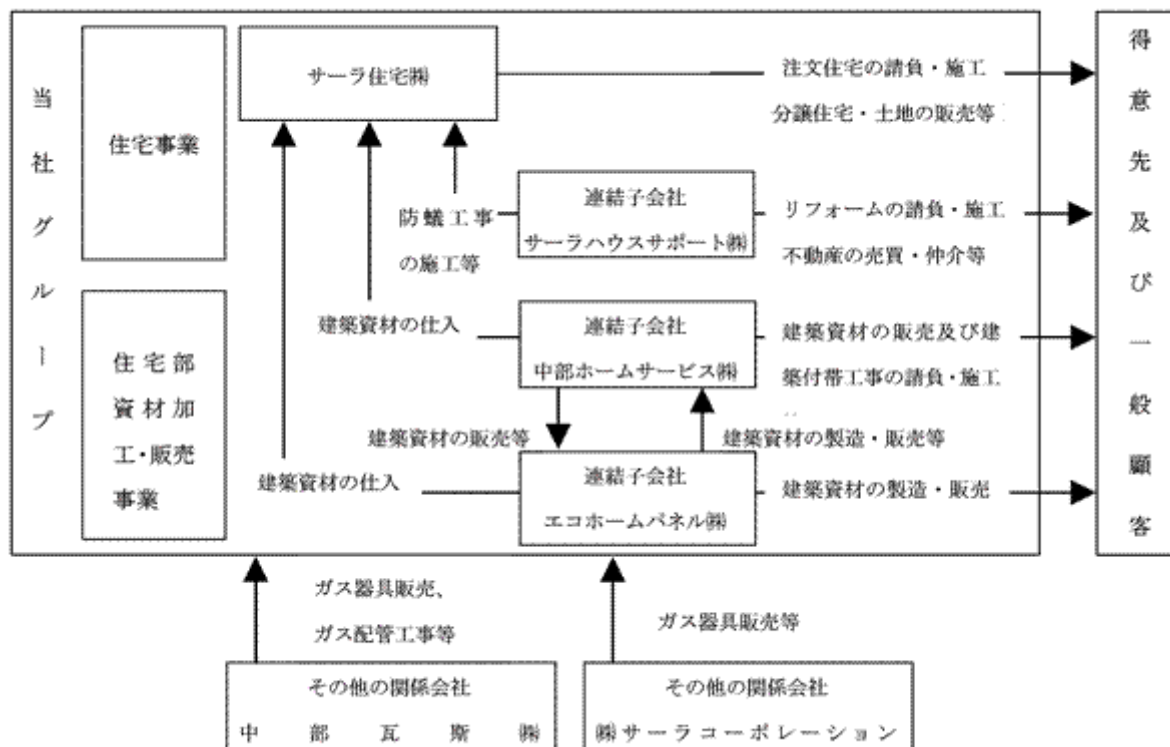 当社グループ
住宅事業
サーラ住宅㈱
注文住宅の請負・施工
分譲住宅・土地の販売等
得意先及び一般顧客
防蟻工事
の施工等
連結子会社
サーラハウスサポート㈱
リフォームの請負・施工
不動産の売買・仲介等
住宅部
資材加
工・販売
事業
建築資材の仕入
連結子会社
中部ホームサービス㈱
建築資材の販売及び建
築付帯工事の請負・施工
建築資材の販売等
建築資材の製造・販売等
建築資材の仕入
連結子会社
エコホームパネル㈱
建築資材の製造・販売
ガス器具販売、
ガス配管工事等
ガス器具販売等
その他の関係会社
中部瓦斯㈱
その他の関係会社
㈱サーラコーポレーション